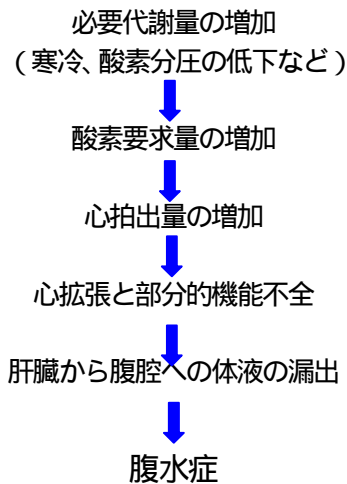 必要代謝量の増加
（寒冷、酸素分圧の低下など）
酸素要求量の増加
心拍出量の増加
心拡張と部分的機能不全
肝臓から腹腔への体液の漏出
腹水症